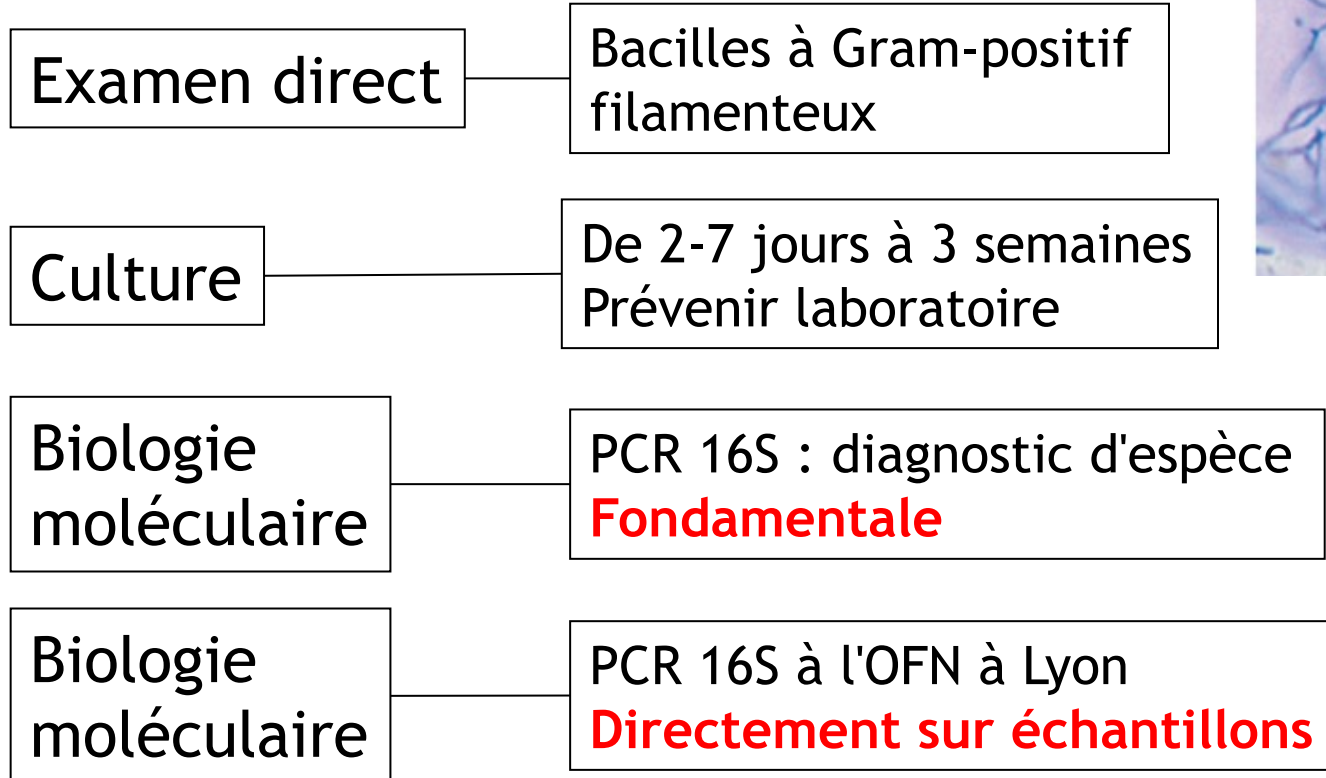 Examen direct
Bacilles à Gram-positif
filamenteux
Culture
De 2-7 jours à 3 semaines
Prévenir laboratoire
Biologie
moléculaire
PCR 16S : diagnostic d'espèce
Fondamentale
Biologie
moléculaire
PCR 16S à l'OFN à Lyon
Directement sur échantillons